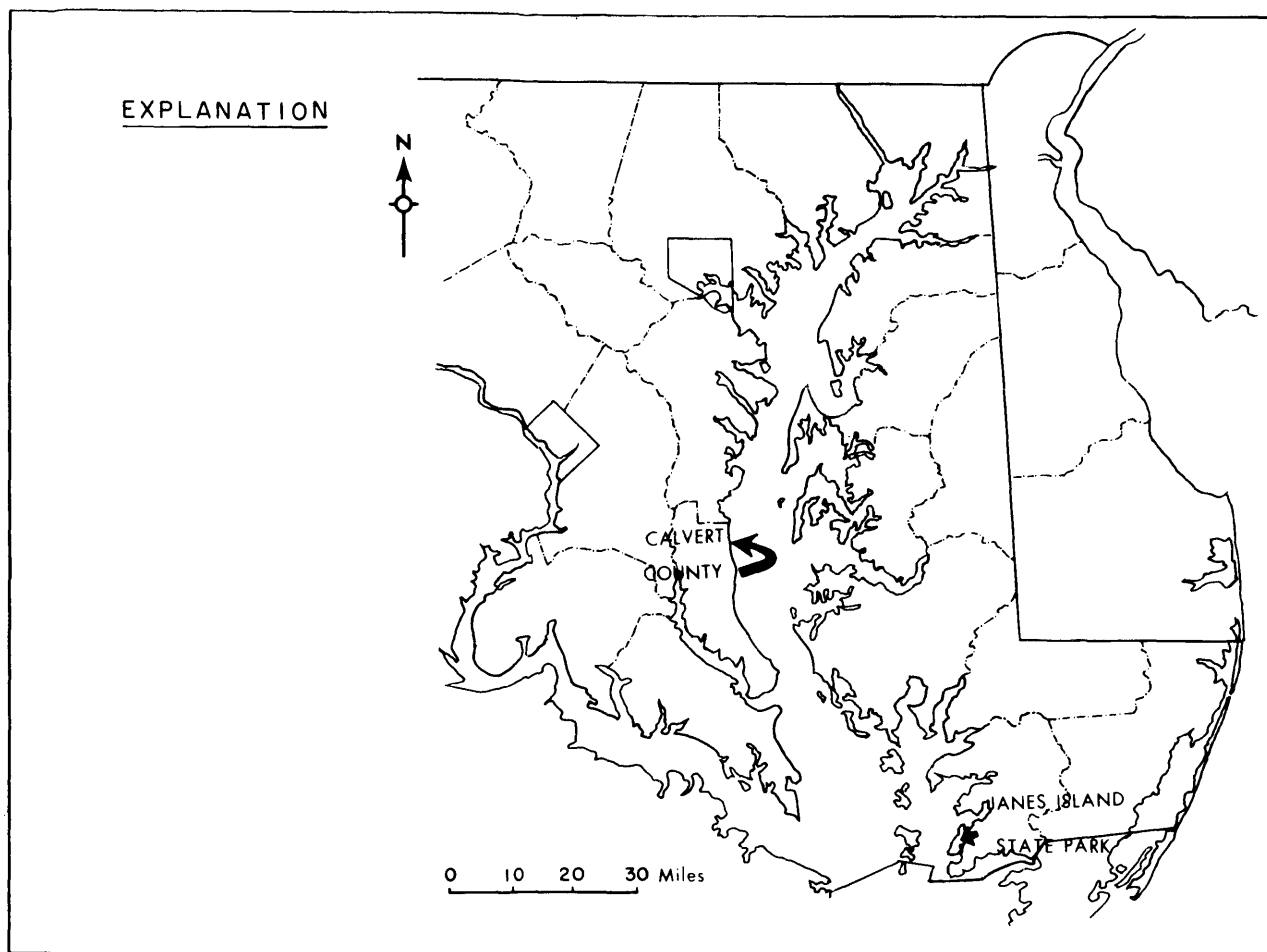 EXPLANATION
N
CALVERT
COUNTY
JANES ISLAND
STATE PARK
0 10 20 30 Miles